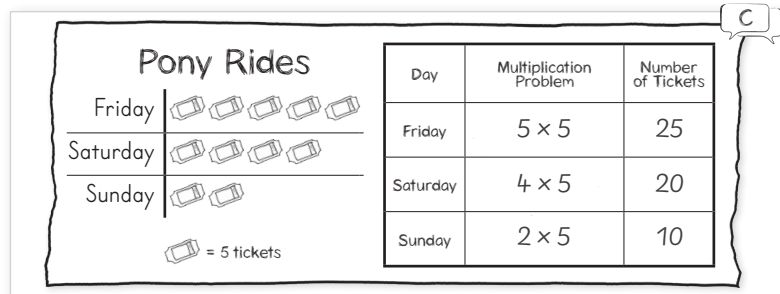 C
Pony Rides
Friday
Saturday
Sunday
= 5 tickets
Day Multiplication Problem Number of Tickets
Friday 5 × 5 25
Saturday 4 × 5 20
Sunday 2 × 5 10